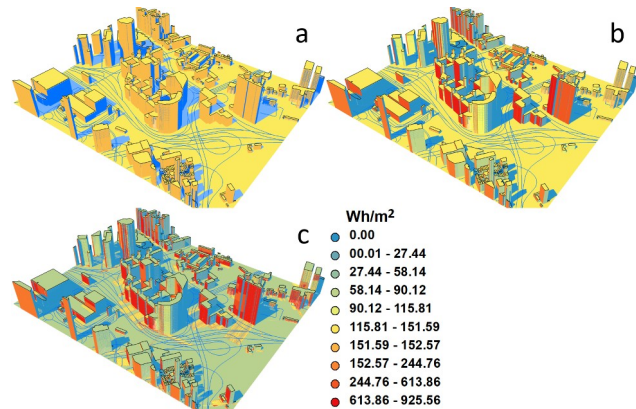 a
b
c
Wh/m²
0.00
00.01 - 27.44
27.44 - 58.14
58.14 - 90.12
90.12 - 115.81
115.81 - 151.59
151.59 - 152.57
152.57 - 244.76
244.76 - 613.86
613.86 - 925.56